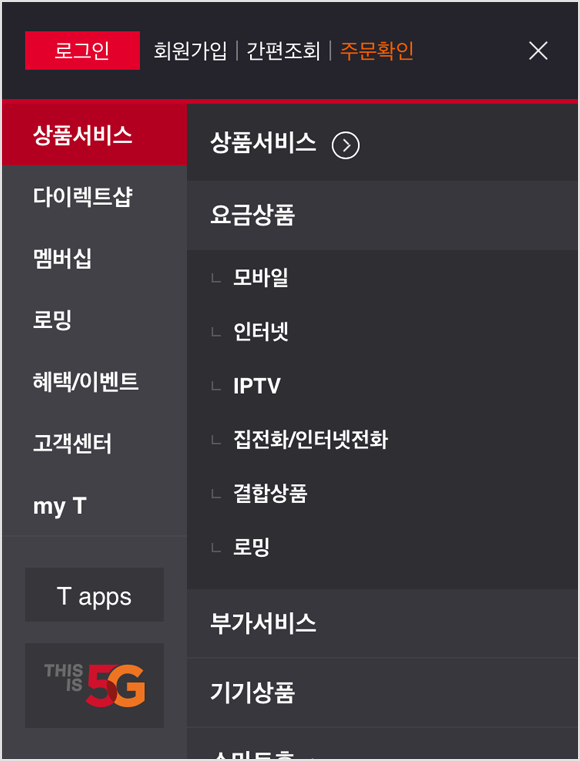 로그인 회원가입 간편조회 주문확인
상품서비스
다이렉트샵
멤버십
로밍
혜택/이벤트
고객센터
my T
T apps
THIS
IS 5G
상품서비스
요금상품
모바일
인터넷
IPTV
집전화/인터넷전화
결합상품
로밍
부가서비스
기기상품